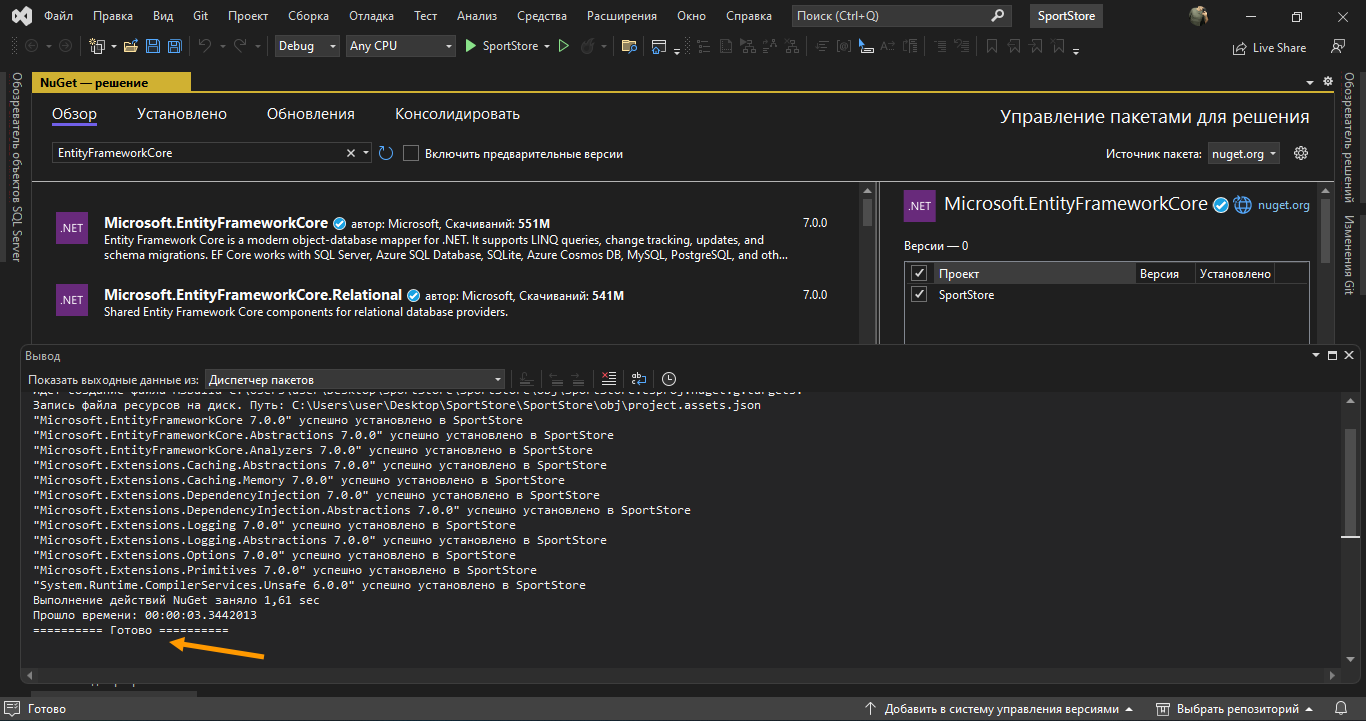 Файл Правка Вид Git Проект Сборка Отладка Тест Анализ Средства Расширения Окно Справка Поиск (Ctrl+Q) SportStore
Debug Any CPU SportStore Live Share
Обозреватель объектов SQL Server
NuGet — решение
Обзор Установлено Обновления Консолидировать
Управление пакетами для решения
EntityFrameworkCore Включить предварительные версии
Источник пакета: nuget.org
.NET Microsoft.EntityFrameworkCore автор: Microsoft, Скачиваний: 551M 7.0.0
Entity Framework Core is a modern object-database mapper for .NET. It supports LINQ queries, change tracking, updates, and
schema migrations. EF Core works with SQL Server, Azure SQL Database, SQLite, Azure Cosmos DB, MySQL, PostgreSQL, and oth...
.NET Microsoft.EntityFrameworkCore.Relational автор: Microsoft, Скачиваний: 541M 7.0.0
Shared Entity Framework Core components for relational database providers.
.NET Microsoft.EntityFrameworkCore nuget.org
Версии — 0
Проект Версия Установлено
SportStore
Обозреватель решений
Изменения Git
Вывод
Показать выходные данные из: Диспетчер пакетов
Запись файла ресурсов на диск. Путь: C:\Users\user\Desktop\SportStore\SportStore\obj\project.assets.json
"Microsoft.EntityFrameworkCore 7.0.0" успешно установлено в SportStore
"Microsoft.EntityFrameworkCore.Abstractions 7.0.0" успешно установлено в SportStore
"Microsoft.EntityFrameworkCore.Analyzers 7.0.0" успешно установлено в SportStore
"Microsoft.Extensions.Caching.Abstractions 7.0.0" успешно установлено в SportStore
"Microsoft.Extensions.Caching.Memory 7.0.0" успешно установлено в SportStore
"Microsoft.Extensions.DependencyInjection 7.0.0" успешно установлено в SportStore
"Microsoft.Extensions.DependencyInjection.Abstractions 7.0.0" успешно установлено в SportStore
"Microsoft.Extensions.Logging 7.0.0" успешно установлено в SportStore
"Microsoft.Extensions.Logging.Abstractions 7.0.0" успешно установлено в SportStore
"Microsoft.Extensions.Options 7.0.0" успешно установлено в SportStore
"Microsoft.Extensions.Primitives 7.0.0" успешно установлено в SportStore
"System.Runtime.CompilerServices.Unsafe 6.0.0" успешно установлено в SportStore
Выполнение действий NuGet заняло 1,61 sec
Прошло времени: 00:00:03.3442013
========== Готово ==========
Готово Добавить в систему управления версиями Выбрать репозиторий